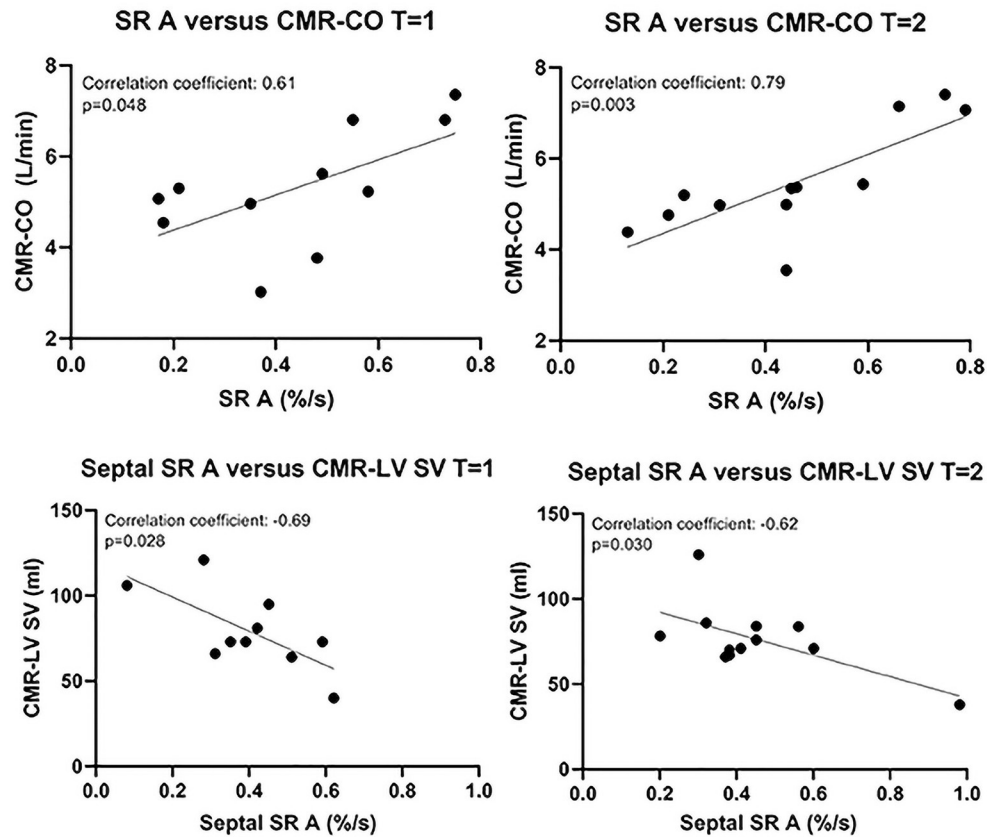 SR A versus CMR-CO T=1
Correlation coefficient: 0.61
p=0.048
CMR-CO (L/min)
8
6
4
2
0.0 0.2 0.4 0.6 0.8
SR A (%/s)
SR A versus CMR-CO T=2
Correlation coefficient: 0.79
p=0.003
CMR-CO (L/min)
8
6
4
2
0.0 0.2 0.4 0.6 0.8
SR A (%/s)
Septal SR A versus CMR-LV SV T=1
Correlation coefficient: -0.69
p=0.028
CMR-LV SV (ml)
150
100
50
0
0.0 0.2 0.4 0.6 0.8 1.0
Septal SR A (%/s)
Septal SR A versus CMR-LV SV T=2
Correlation coefficient: -0.62
p=0.030
CMR-LV SV (ml)
150
100
50
0
0.0 0.2 0.4 0.6 0.8 1.0
Septal SR A (%/s)